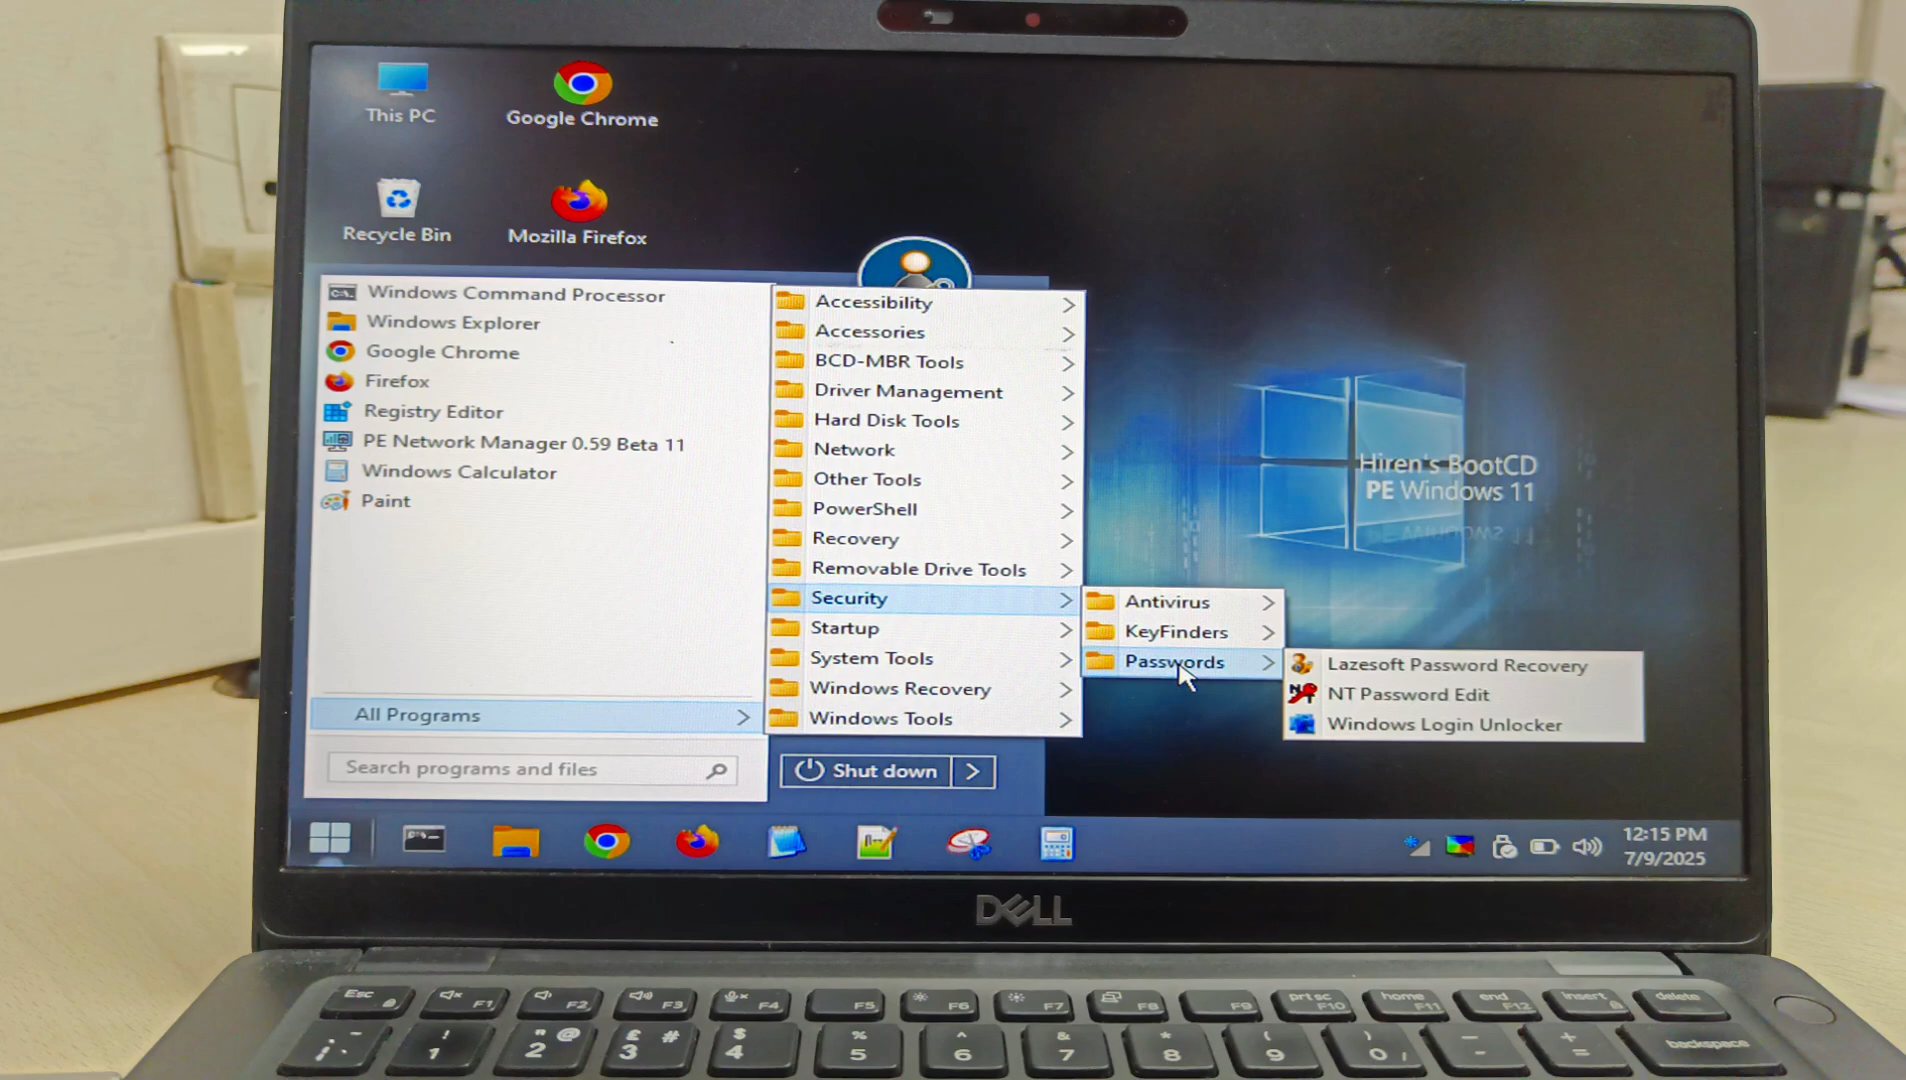 This PC
Google Chrome
Recycle Bin
Mozilla Firefox
Windows Command Processor
Windows Explorer
Google Chrome
Firefox
Registry Editor
PE Network Manager 0.59 Beta 11
Windows Calculator
Paint
All Programs
Search programs and files
Accessibility
Accessories
BCD-MBR Tools
Driver Management
Hard Disk Tools
Network
Other Tools
PowerShell
Recovery
Removable Drive Tools
Security
Startup
System Tools
Windows Recovery
Windows Tools
Shut down
Antivirus
KeyFinders
Passwords
Lazesoft Password Recovery
NT Password Edit
Windows Login Unlocker
Hiren's BootCD
PE Windows 11
12:15 PM
7/9/2025
DELL
Esc F1 F2 F3 F4 F5 F6 F7 F8 F9 prt sc F10 home F11 end F12 insert delete
! " @ £ # $ % ^ & * ( ) _ +
1 2 3 4 5 6 7 8 9 0 - = backspace